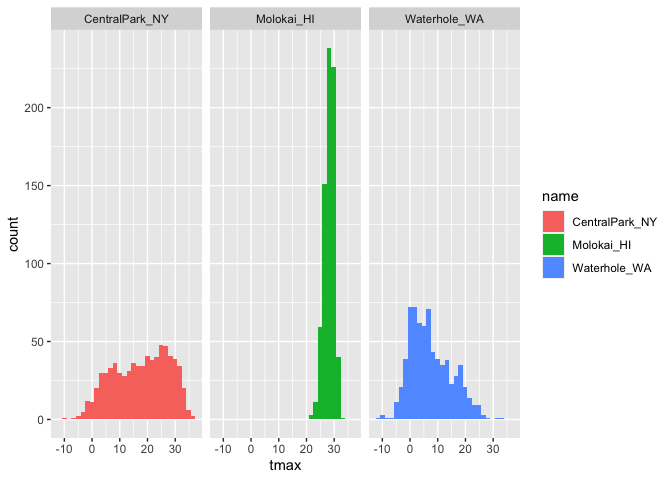 CentralPark_NY Molokai_HI Waterhole_WA
200
150
100
50
0
count
-10 0 10 20 30 -10 0 10 20 30 -10 0 10 20 30
tmax
name
CentralPark_NY
Molokai_HI
Waterhole_WA